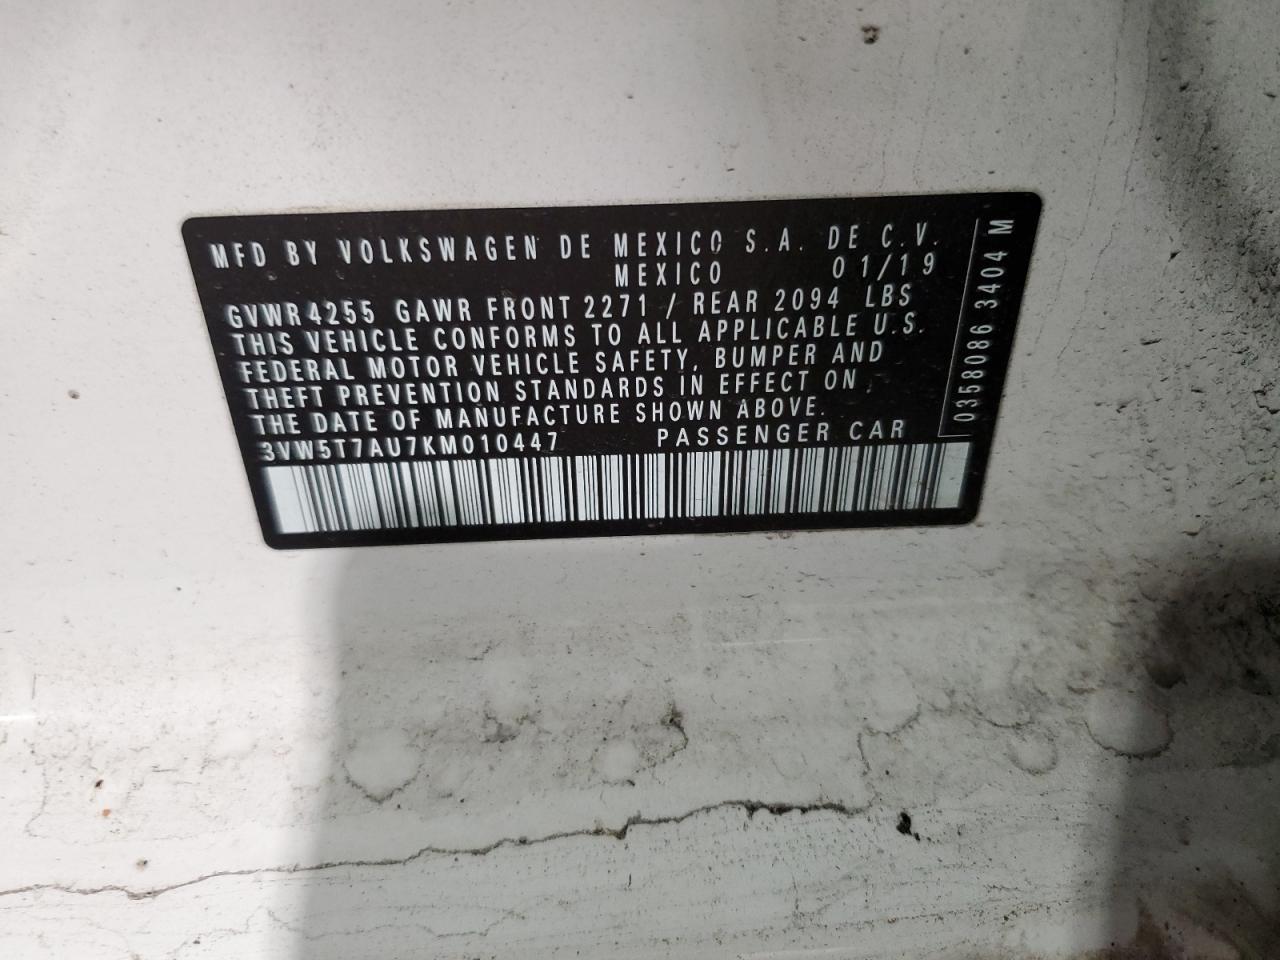 MFD BY VOLKSWAGEN DE MEXICO S.A. DE C.V.
MEXICO 01/19
GVWR 4255 GAWR FRONT 2271 / REAR 2094 LBS
THIS VEHICLE CONFORMS TO ALL APPLICABLE U.S.
FEDERAL MOTOR VEHICLE SAFETY, BUMPER AND
THEFT PREVENTION STANDARDS IN EFFECT ON
THE DATE OF MANUFACTURE SHOWN ABOVE.
3VW5T7AU7KM010447 PASSENGER CAR
0358086 3404 M